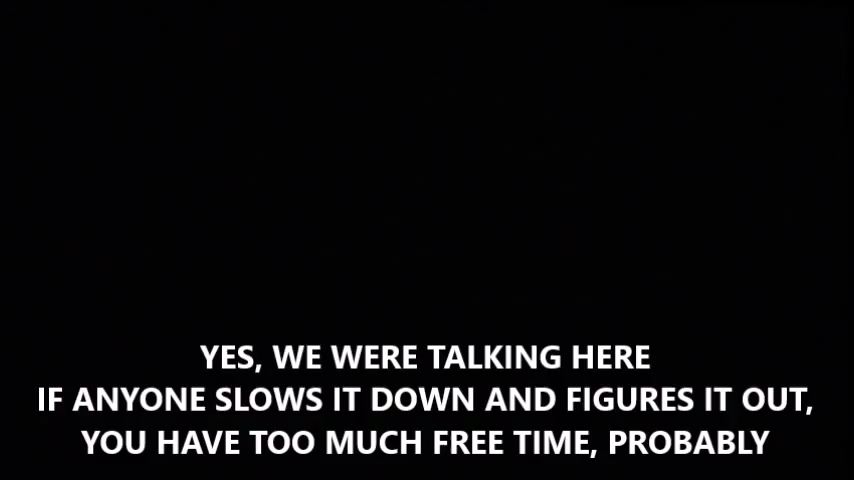 YES, WE WERE TALKING HERE
IF ANYONE SLOWS IT DOWN AND FIGURES IT OUT,
YOU HAVE TOO MUCH FREE TIME, PROBABLY